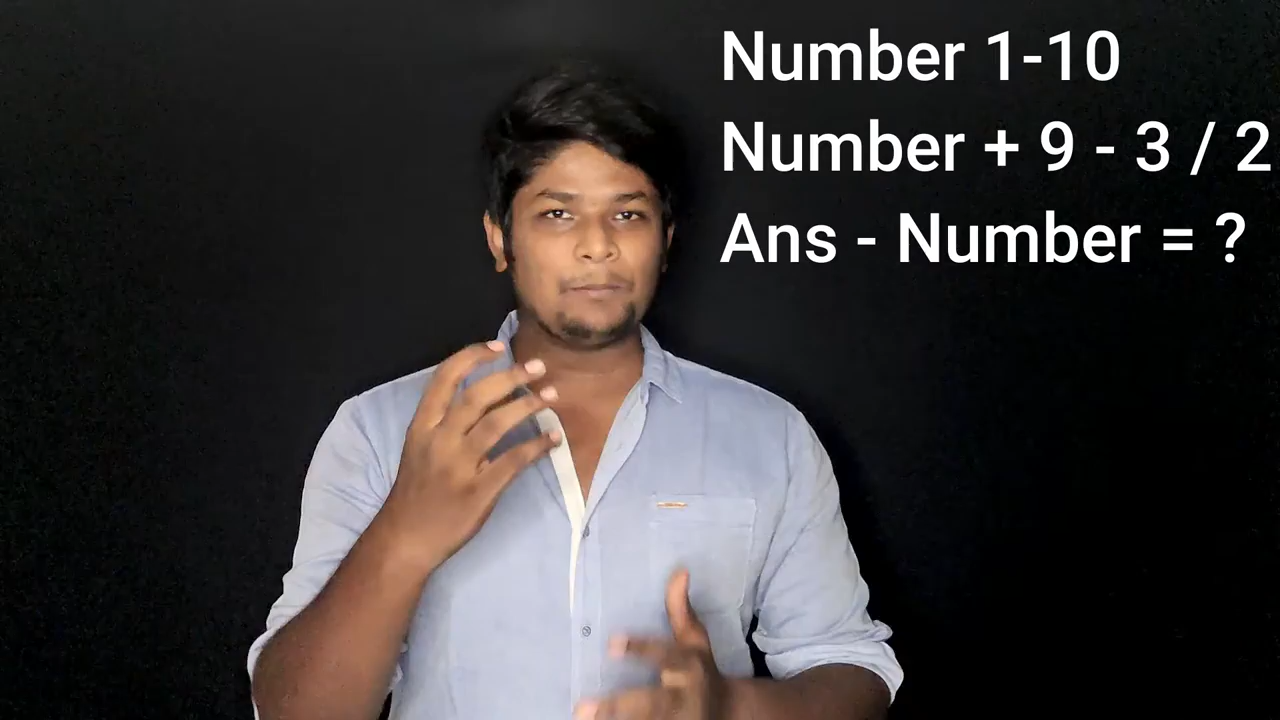 Number 1-10
Number + 9 - 3 / 2
Ans - Number = ?